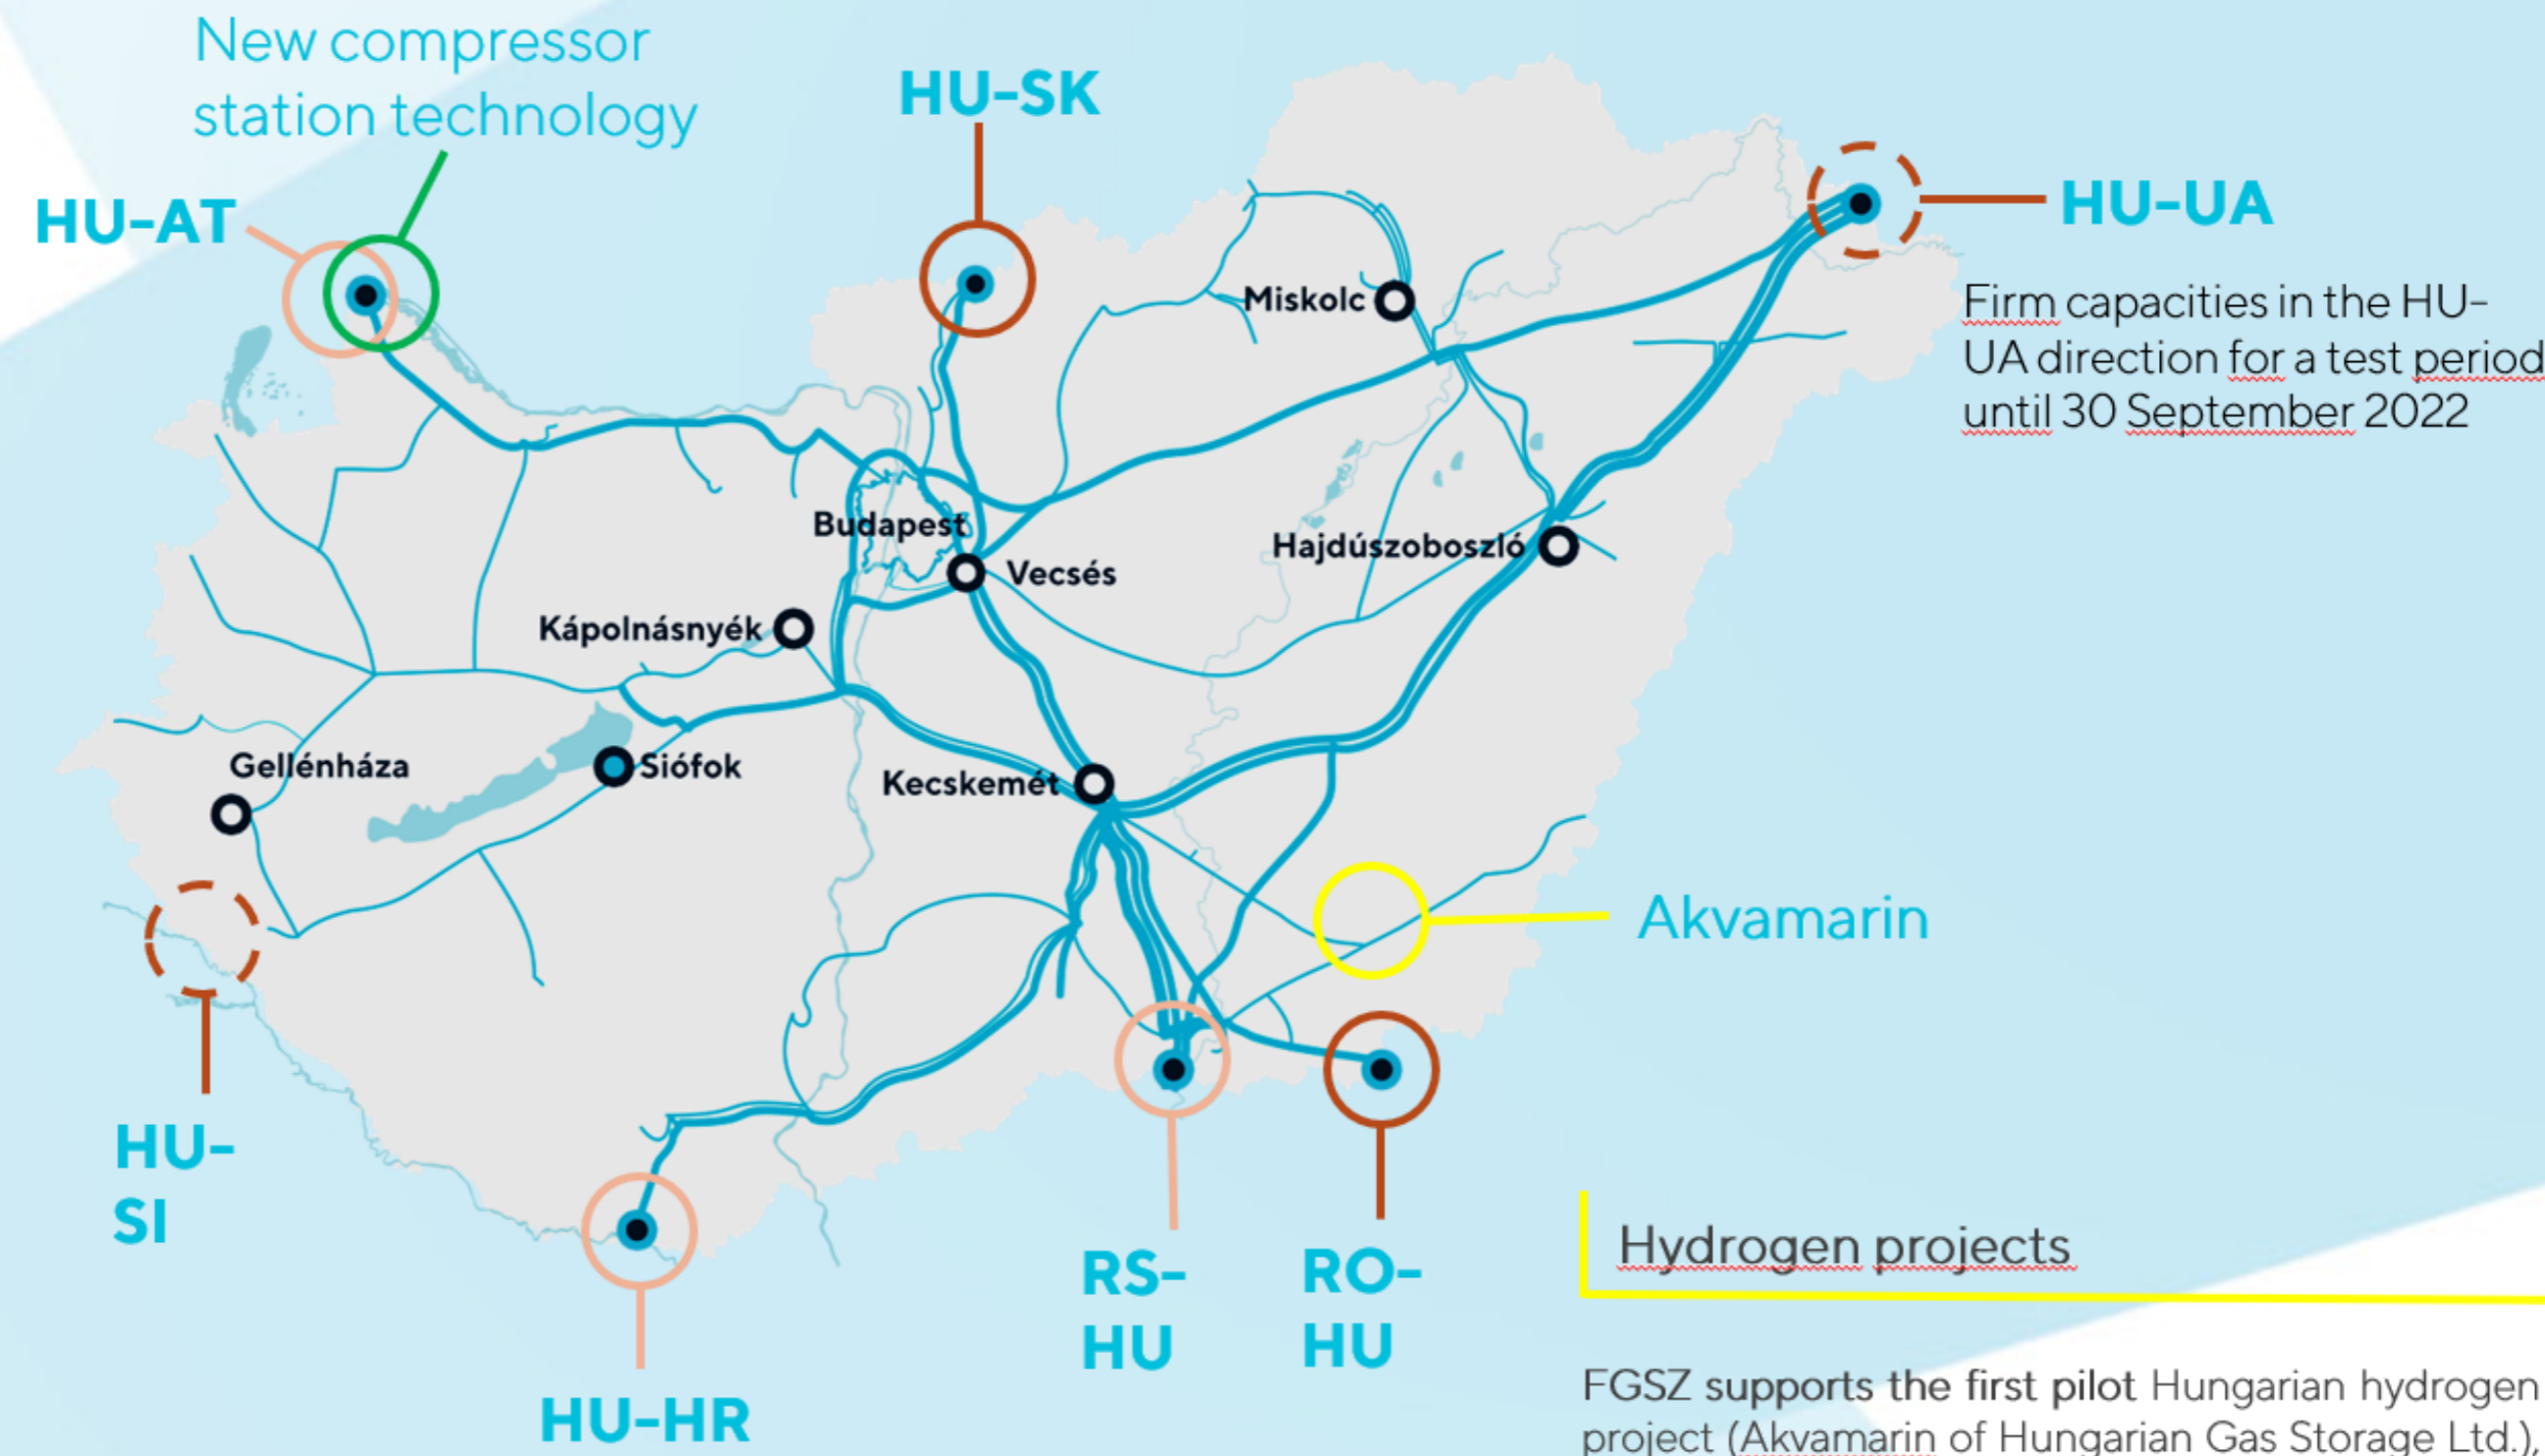 New compressor
station technology
HU-SK
HU-AT
HU-UA
Firm capacities in the HU-
UA direction for a test period
until 30 September 2022
Miskolc
Budapest
Vecsés
Hajdúszoboszló
Kápolnásnyék
Gellénháza
Siófok
Kecskemét
Akvamarin
HU-
SI
RS-
HU
RO-
HU
HU-HR
Hydrogen projects
FGSZ supports the first pilot Hungarian hydrogen
project (Akvamarin of Hungarian Gas Storage Ltd.)